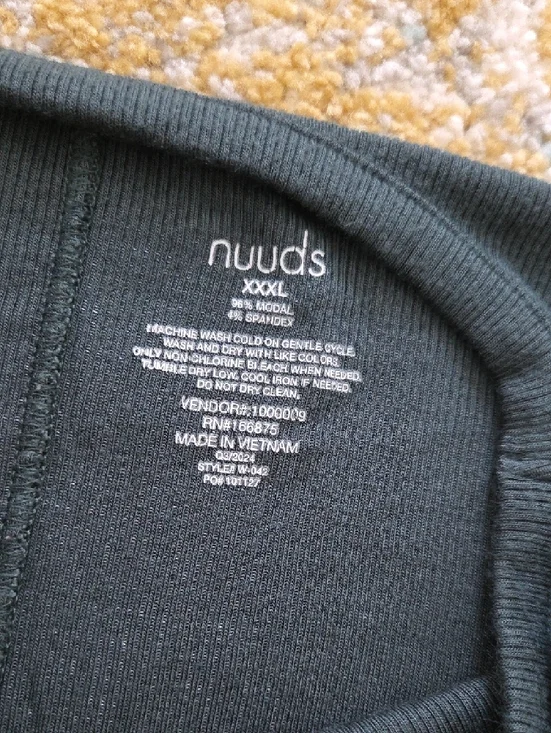 nuuds
XXXL
96% MODAL
4% SPANDEX
MACHINE WASH COLD ON GENTLE CYCLE.
WASH AND DRY WITH LIKE COLORS.
ONLY NON-CHLORINE BLEACH WHEN NEEDED.
TUMBLE DRY LOW. COOL IRON IF NEEDED.
DO NOT DRY CLEAN.
VENDOR#:1000009
RN#166875
MADE IN VIETNAM
Q3/2024
STYLE# W-042
PO# 101127